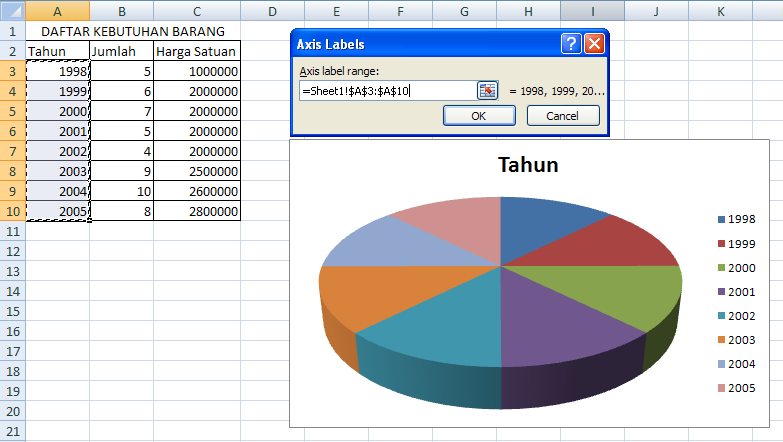 A B C D E F G H I J K
1 DAFTAR KEBUTUHAN BARANG
2 Tahun Jumlah Harga Satuan
3 1998 5 1000000
4 1999 6 2000000
5 2000 7 2000000
6 2001 5 2000000
7 2002 4 2000000
8 2003 9 2500000
9 2004 10 2600000
10 2005 8 2800000
11
12
13
14
15
16
17
18
19
20
21
Axis Labels
Axis label range:
=Sheet1!$A$3:$A$10 = 1998, 1999, 20...
OK Cancel
Tahun
1998
1999
2000
2001
2002
2003
2004
2005